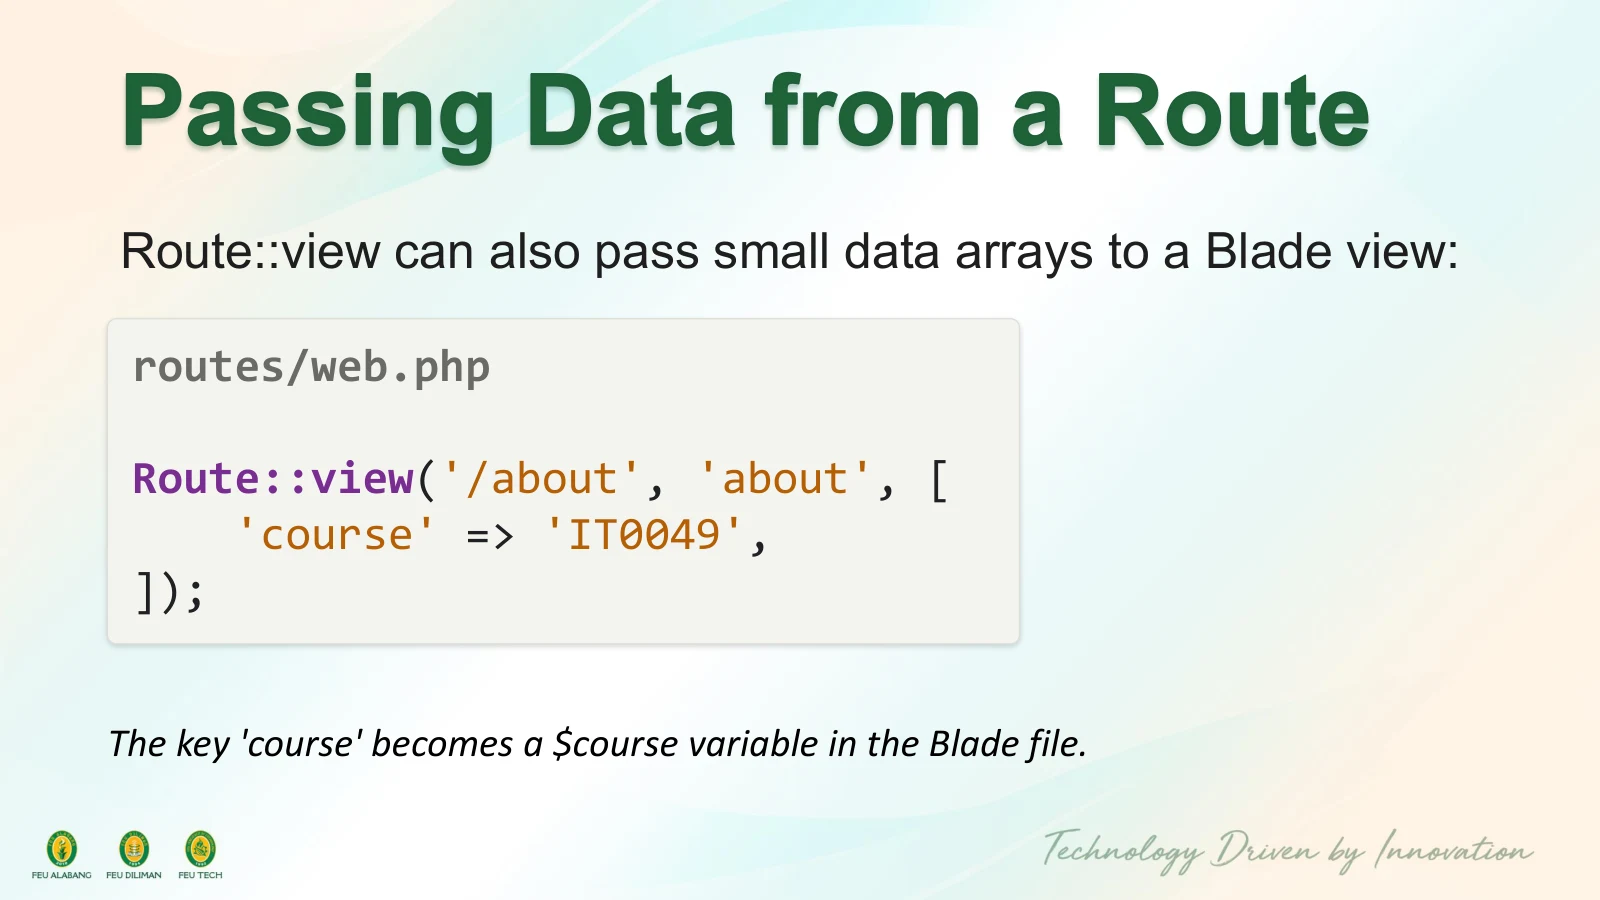 Passing Data from a Route
Route::view can also pass small data arrays to a Blade view:
routes/web.php
Route::view('/about', 'about', [
    'course' => 'IT0049',
]);
The key 'course' becomes a $course variable in the Blade file.
FEU ALABANG FEU DILIMAN FEU TECH
Technology Driven by Innovation